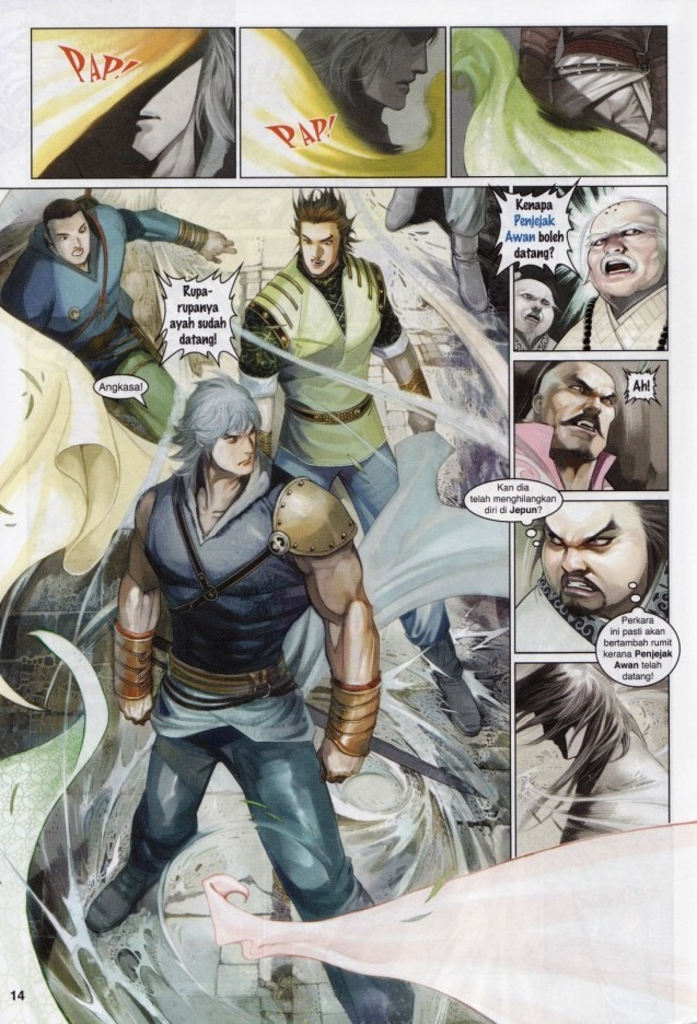 PAP!
PAP!
Kenapa
Penjejak
Awan boleh
datang?
Rupa-
rupanya
ayah sudah
datang!
Angkasa!
Ah!
Kan dia
telah menghilangkan
diri di Jepun?
Perkara
ini pasti akan
bertambah rumit
kerana Penjejak
Awan telah
datang!
14